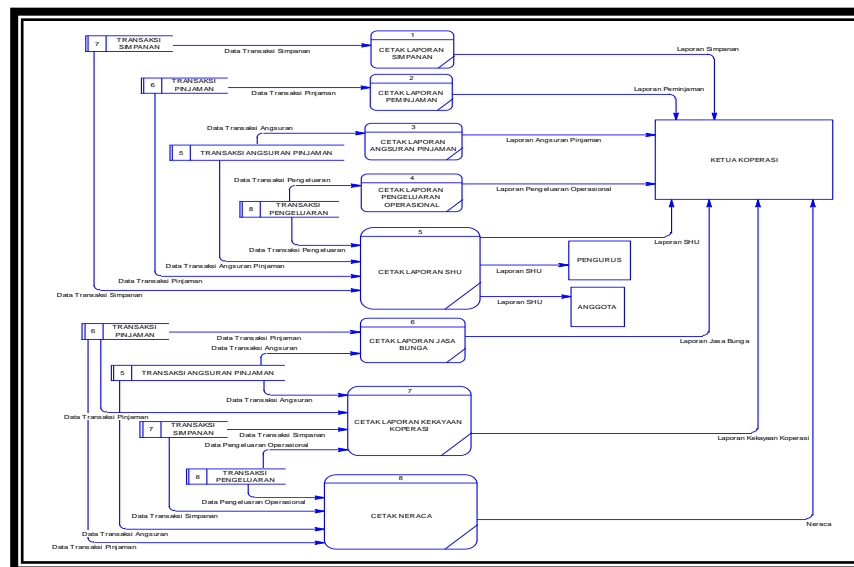 1
7
TRANSAKSI
SIMPANAN
Data Transaksi Simpanan
CETAK LAPORAN
SIMPANAN
Laporan Simpanan
2
6
TRANSAKSI
PINJAMAN
Data Transaksi Pinjaman
CETAK LAPORAN
PEMINJAMAN
Laporan Peminjaman
3
Data Transaksi Angsuran
5
TRANSAKSI ANGSURAN PINJAMAN
CETAK LAPORAN
ANGSURAN PINJAMAN
Laporan Angsuran Pinjaman
KETUA KOPERASI
4
Data Transaksi Pengeluaran
CETAK LAPORAN
PENGELUARAN
OPERASIONAL
Laporan Pengeluaran Operasional
8
TRANSAKSI
PENGELUARAN
5
Data Transaksi Pengeluaran
Data Transaksi Angsuran Pinjaman
Data Transaksi Pinjaman
Data Transaksi Simpanan
CETAK LAPORAN SHU
Laporan SHU
Laporan SHU
PENGURUS
Laporan SHU
ANGGOTA
6
6
TRANSAKSI
PINJAMAN
Data Transaksi Pinjaman
Data Transaksi Angsuran
CETAK LAPORAN JASA
BUNGA
Laporan Jasa Bunga
5
TRANSAKSI ANGSURAN PINJAMAN
Data Transaksi Angsuran
7
CETAK LAPORAN KEKAYAAN
KOPERASI
Data Transaksi Pinjaman
7
TRANSAKSI
SIMPANAN
Data Transaksi Simpanan
Data Pengeluaran Operasional
Laporan Kekayaan Koperasi
8
TRANSAKSI
PENGELUARAN
8
Data Pengeluaran Operasional
Data Transaksi Simpanan
CETAK NERACA
Neraca
Data Transaksi Angsuran
Data Transaksi Pinjaman